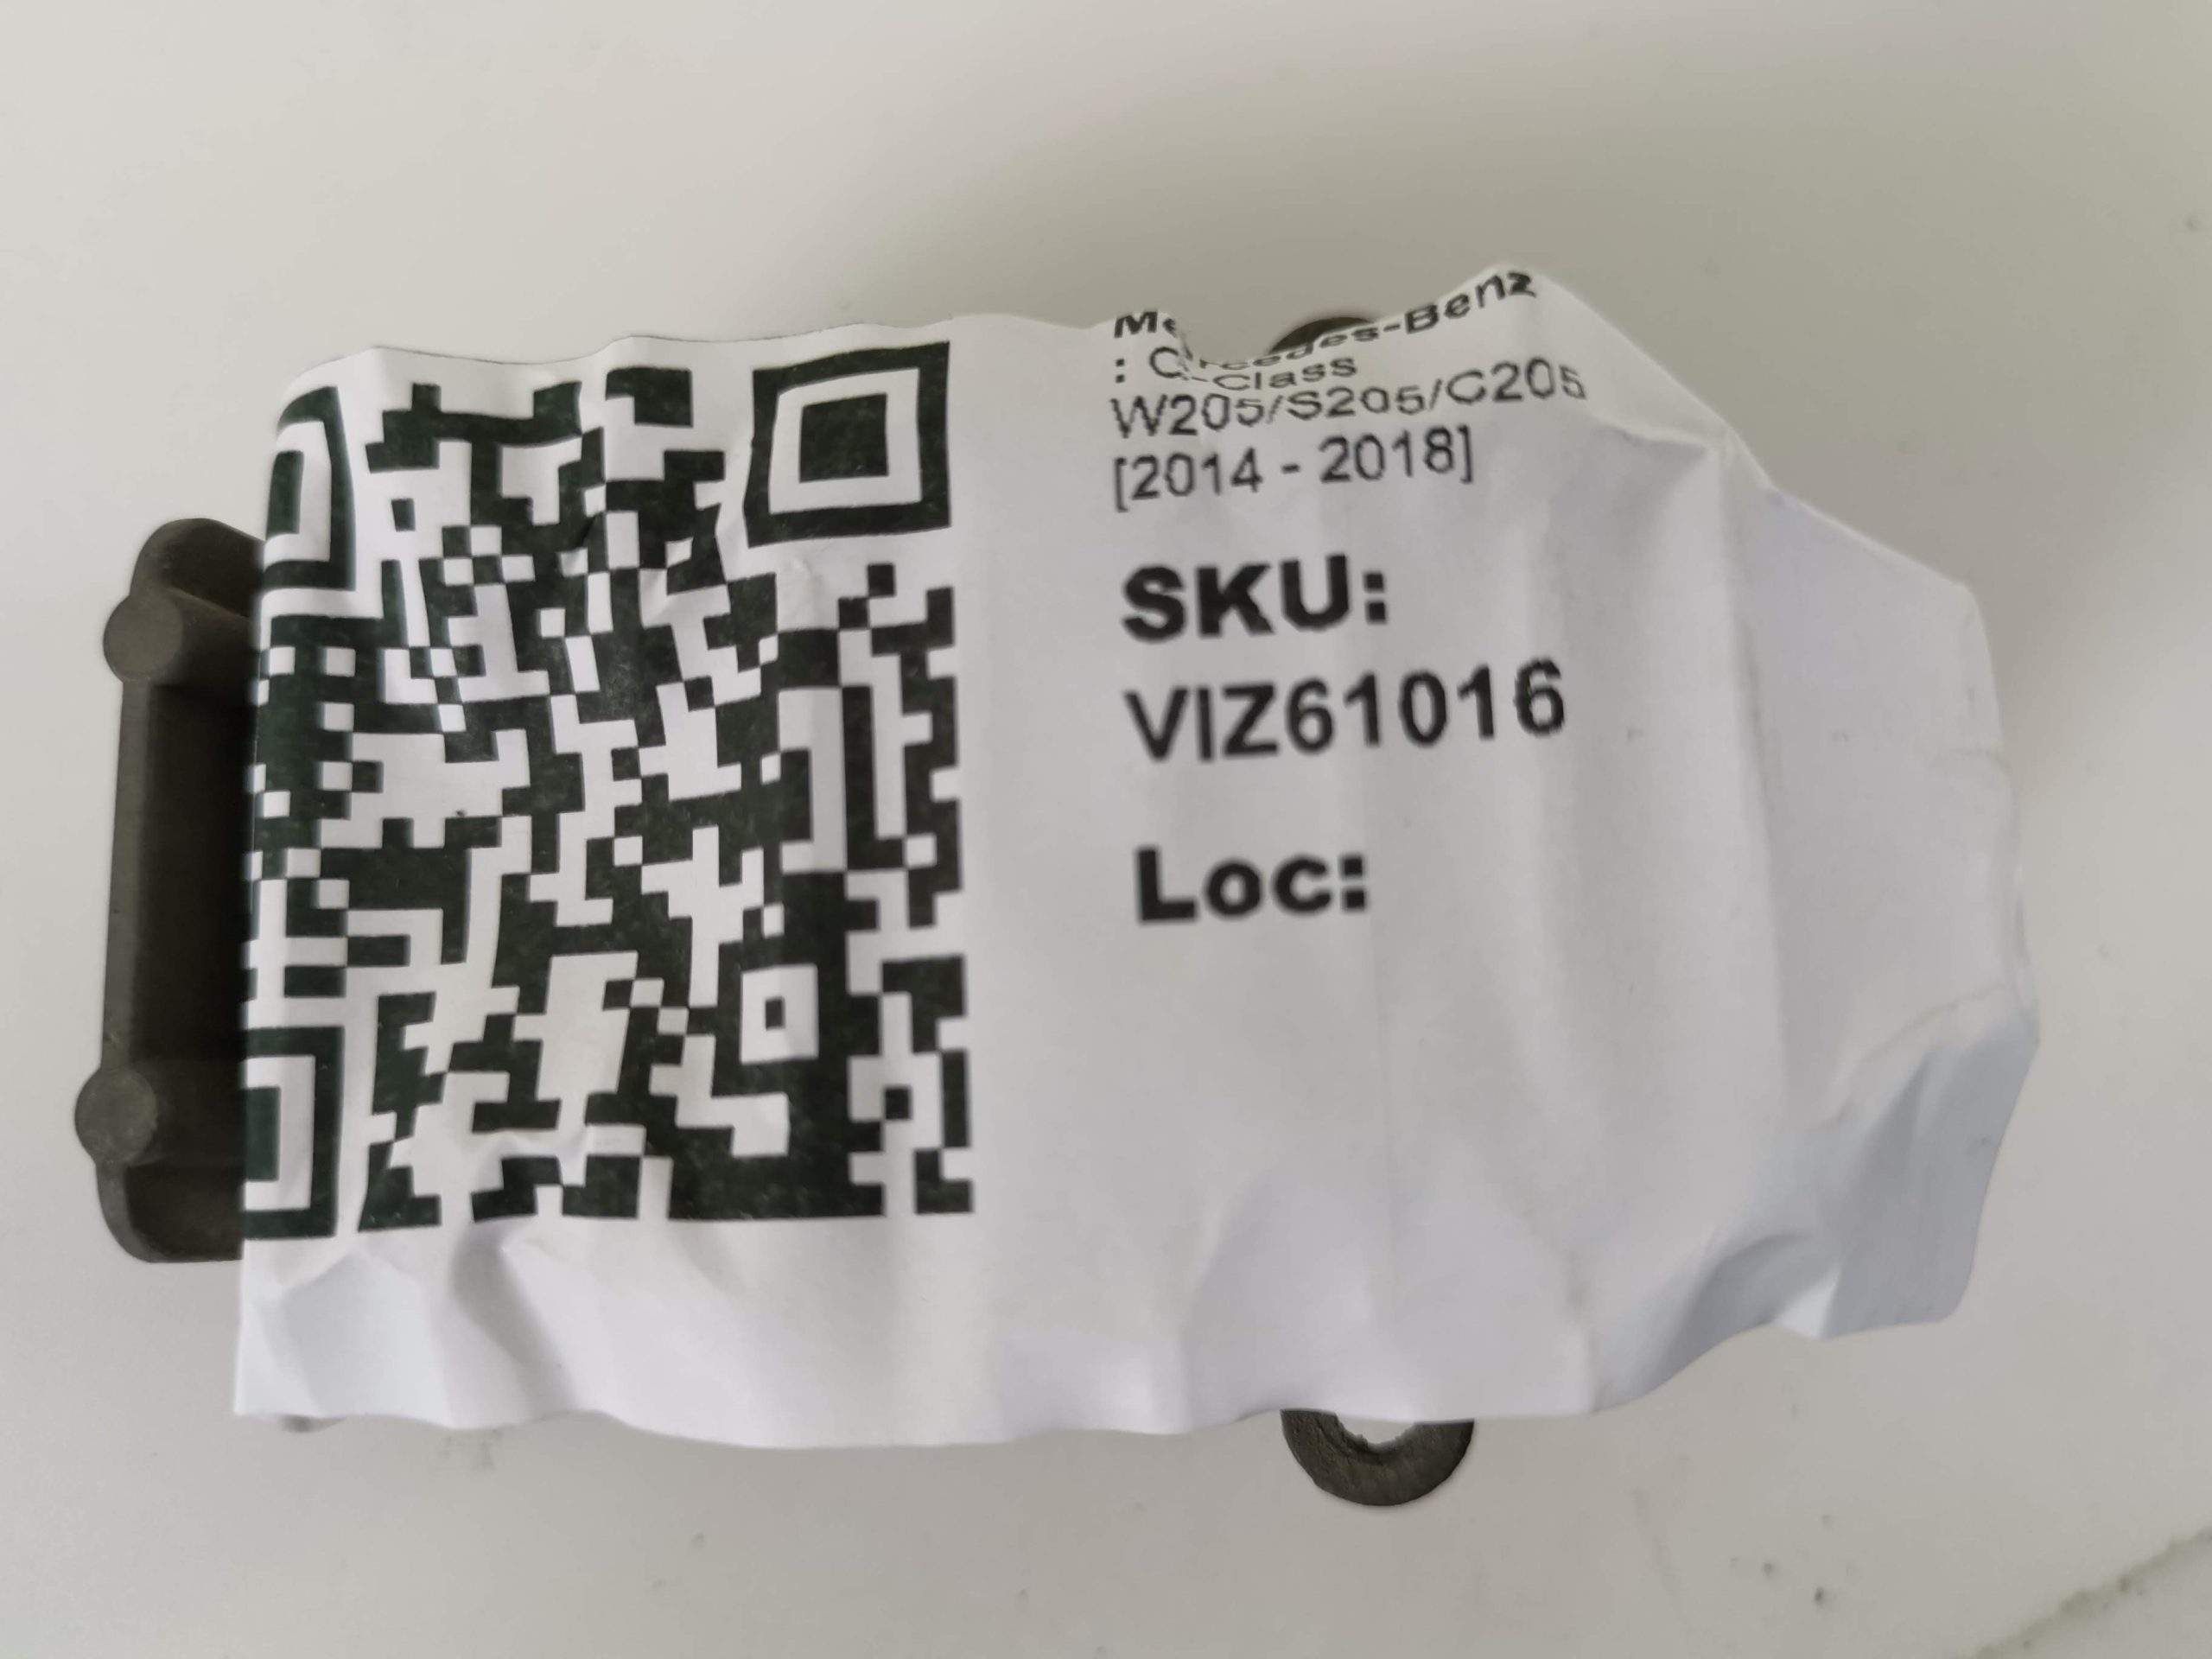 Mercedes-Benz
: C-Class
W205/S205/C205
[2014 - 2018]
SKU:
VIZ61016
Loc: